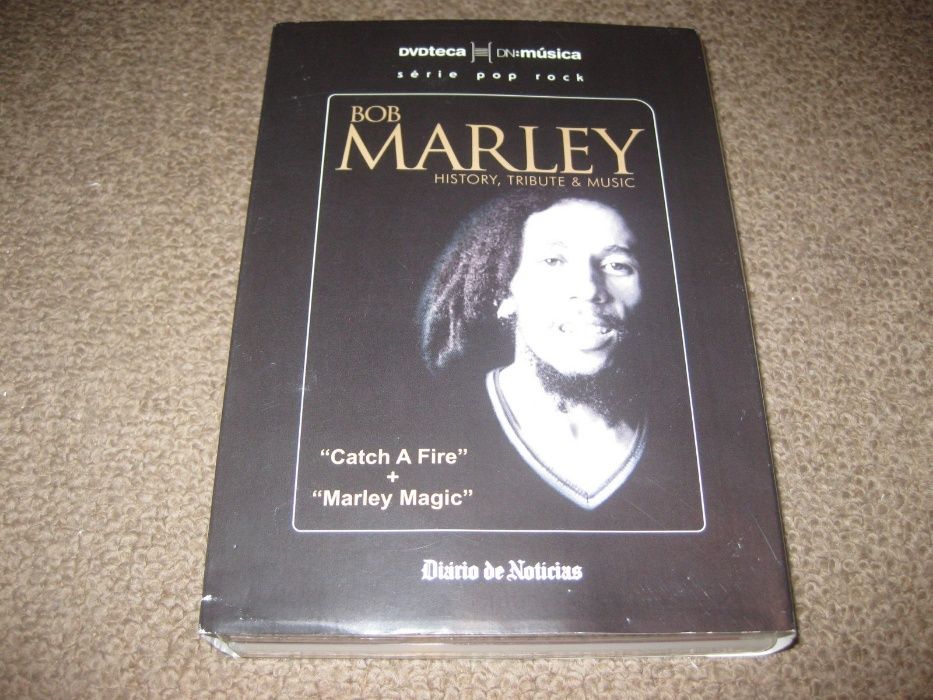 DVDteca DN:música
série pop rock
BOB
MARLEY
HISTORY, TRIBUTE & MUSIC
“Catch A Fire”
+
“Marley Magic”
Diário de Notícias